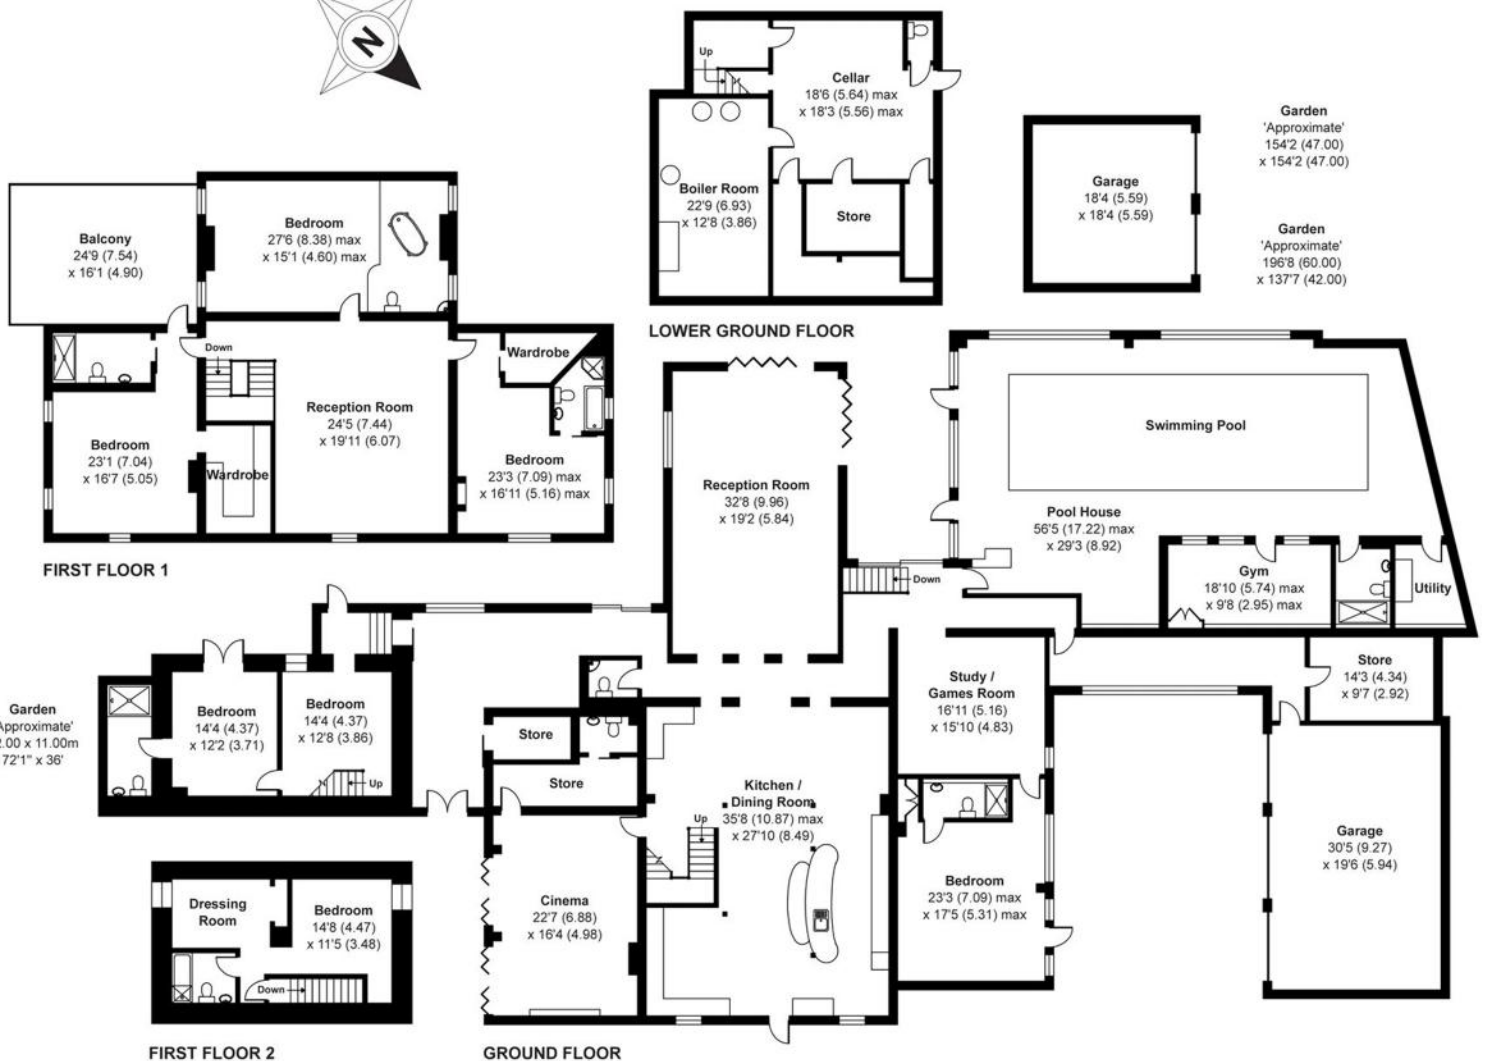 N
Up
Cellar
18'6 (5.64) max
x 18'3 (5.56) max
Boiler Room
22'9 (6.93)
x 12'8 (3.86)
Store
LOWER GROUND FLOOR
Garage
18'4 (5.59)
x 18'4 (5.59)
Garden
'Approximate'
154'2 (47.00)
x 154'2 (47.00)
Garden
'Approximate'
196'8 (60.00)
x 137'7 (42.00)
Balcony
24'9 (7.54)
x 16'1 (4.90)
Bedroom
27'6 (8.38) max
x 15'1 (4.60) max
Down
Wardrobe
Reception Room
24'5 (7.44)
x 19'11 (6.07)
Bedroom
23'1 (7.04)
x 16'7 (5.05)
Wardrobe
Bedroom
23'3 (7.09) max
x 16'11 (5.16) max
FIRST FLOOR 1
Reception Room
32'8 (9.96)
x 19'2 (5.84)
Swimming Pool
Pool House
56'5 (17.22) max
x 29'3 (8.92)
Gym
18'10 (5.74) max
x 9'8 (2.95) max
Utility
Down
Store
14'3 (4.34)
x 9'7 (2.92)
Study /
Games Room
16'11 (5.16)
x 15'10 (4.83)
Garden
Approximate'
2.00 x 11.00m
72'1" x 36'
Bedroom
14'4 (4.37)
x 12'2 (3.71)
Bedroom
14'4 (4.37)
x 12'8 (3.86)
Up
Store
Store
Kitchen /
Dining Room
35'8 (10.87) max
x 27'10 (8.49)
Up
Garage
30'5 (9.27)
x 19'6 (5.94)
Bedroom
23'3 (7.09) max
x 17'5 (5.31) max
Cinema
22'7 (6.88)
x 16'4 (4.98)
Dressing
Room
Bedroom
14'8 (4.47)
x 11'5 (3.48)
Down
FIRST FLOOR 2
GROUND FLOOR